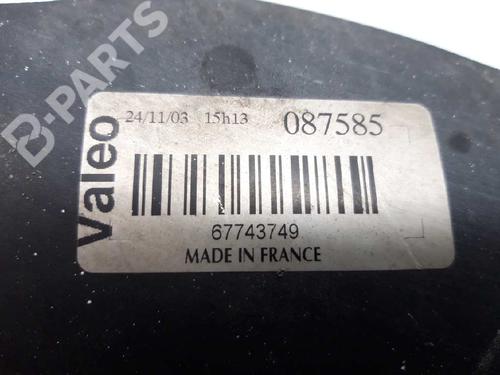 B-PARTS
Valeo
24/11/03 15h13 087585
67743749
MADE IN FRANCE